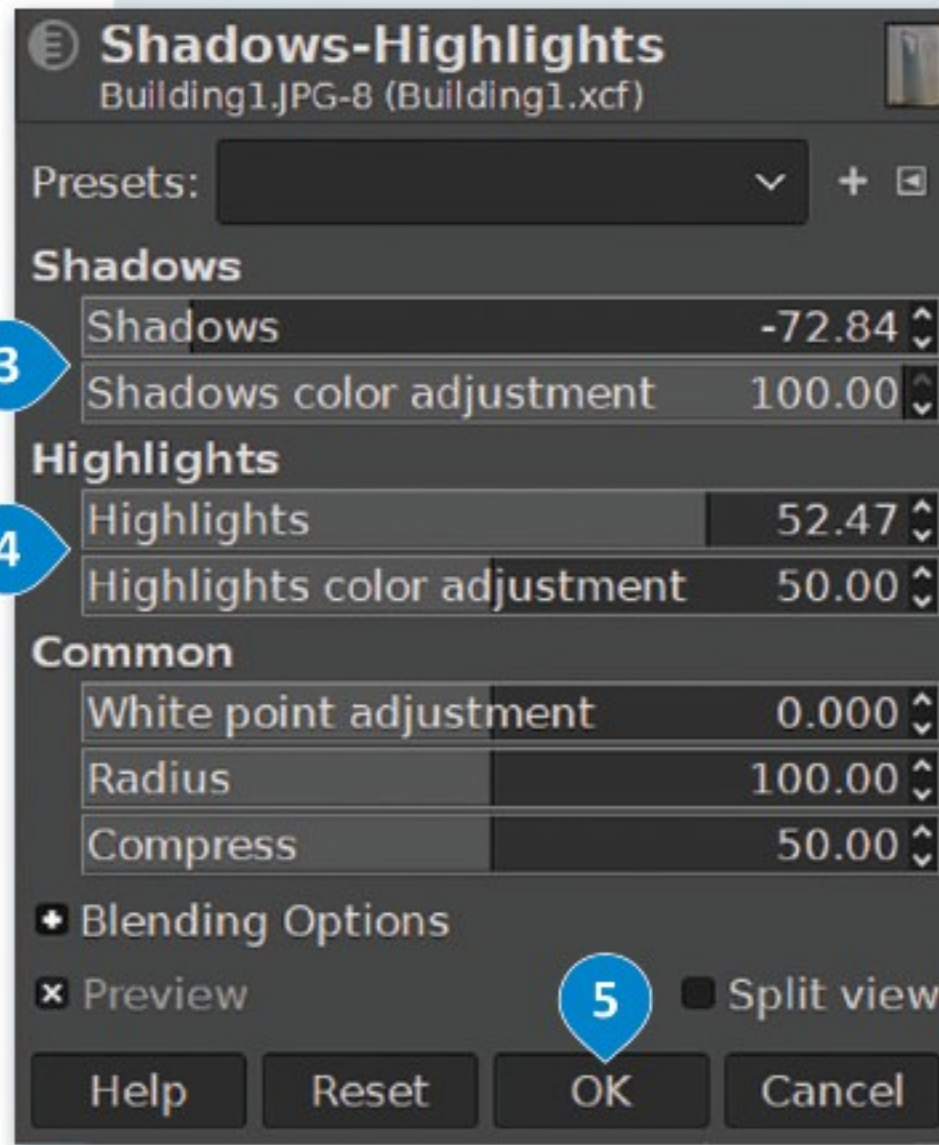 Shadows-Highlights
Building1.JPG-8 (Building1.xcf)
Presets:
Shadows
3
Shadows -72.84
Shadows color adjustment 100.00
Highlights
4
Highlights 52.47
Highlights color adjustment 50.00
Common
White point adjustment 0.000
Radius 100.00
Compress 50.00
Blending Options
Preview
5
Split view
Help Reset OK Cancel